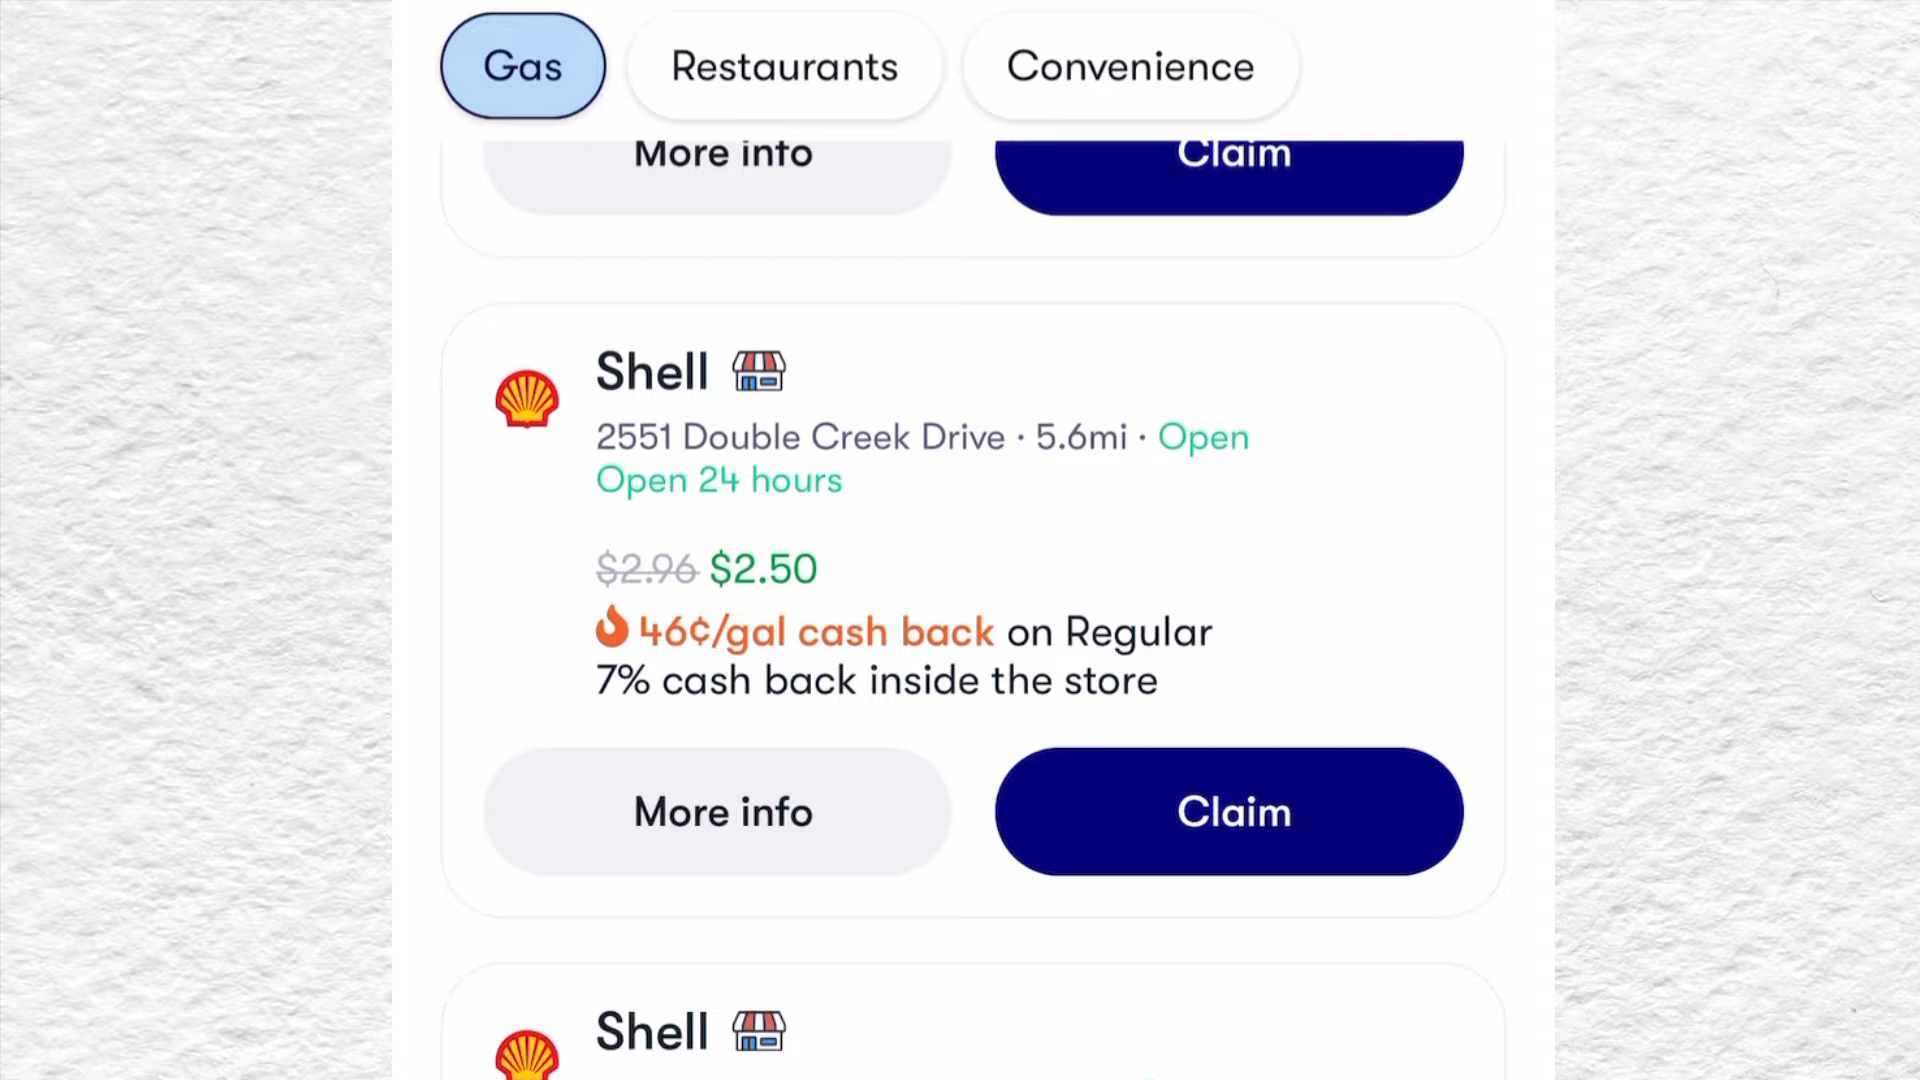 Gas
Restaurants
Convenience
More info
Claim
Shell
2551 Double Creek Drive · 5.6mi · Open
Open 24 hours
$2.96 $2.50
46¢/gal cash back on Regular
7% cash back inside the store
More info
Claim
Shell